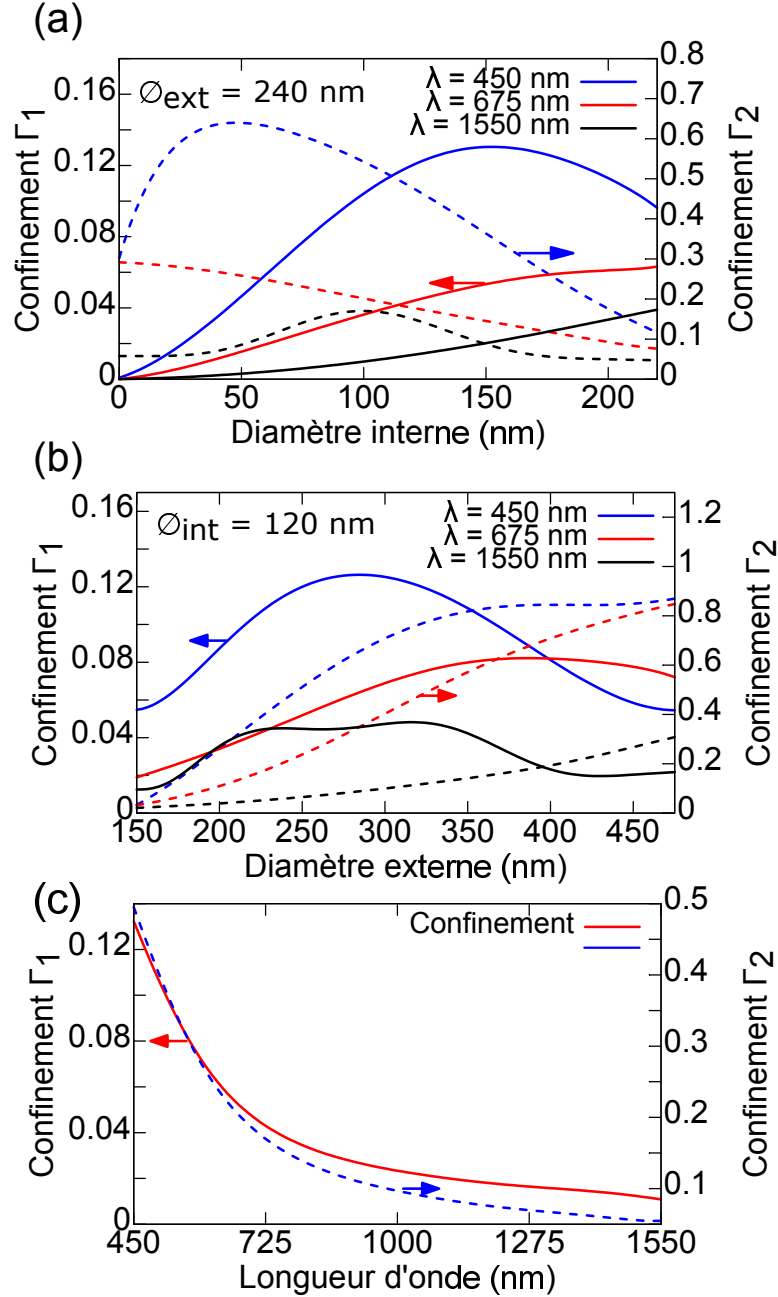 (a)
Confinement Γ1
0.16
0.12
0.08
0.04
0
∅ext = 240 nm
λ = 450 nm
λ = 675 nm
λ = 1550 nm
0.8
0.7
0.6
0.5
0.4
0.3
0.2
0.1
0
Confinement Γ2
0 50 100 150 200
Diamètre interne (nm)
(b)
Confinement Γ1
0.16
0.12
0.08
0.04
0
∅int = 120 nm
λ = 450 nm
λ = 675 nm
λ = 1550 nm
1.2
1
0.8
0.6
0.4
0.2
0
Confinement Γ2
150 200 250 300 350 400 450
Diamètre externe (nm)
(c)
Confinement Γ1
0.12
0.08
0.04
0
Confinement
0.5
0.4
0.3
0.2
0.1
Confinement Γ2
450 725 1000 1275 1550
Longueur d'onde (nm)